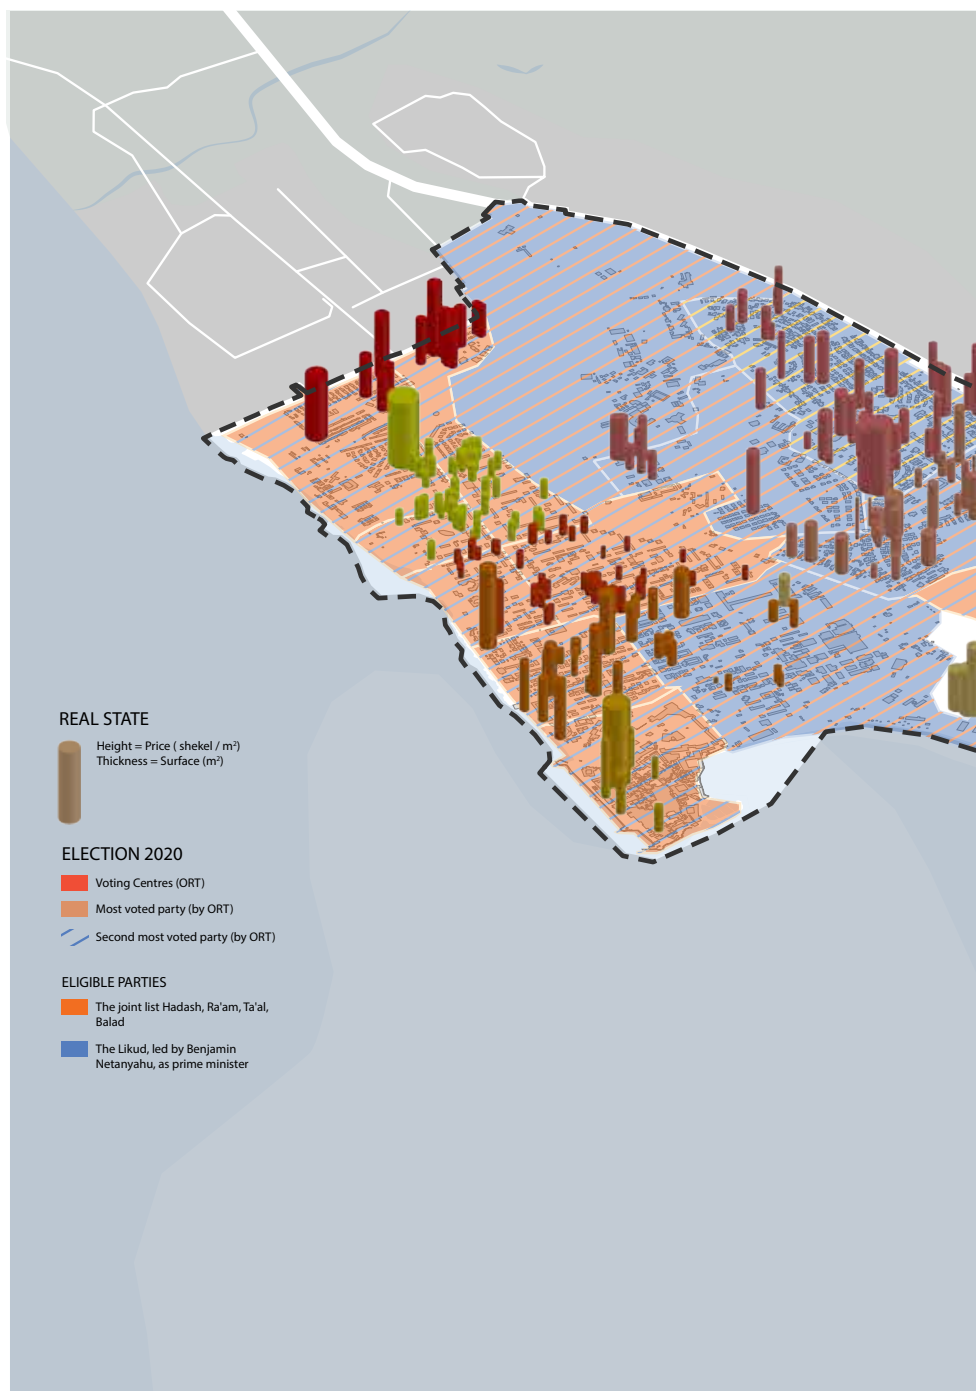 REAL STATE
Height = Price ( shekel / m²)
Thickness = Surface (m²)
ELECTION 2020
Voting Centres (ORT)
Most voted party (by ORT)
Second most voted party (by ORT)
ELIGIBLE PARTIES
The joint list Hadash, Ra'am, Ta'al,
Balad
The Likud, led by Benjamin
Netanyahu, as prime minister